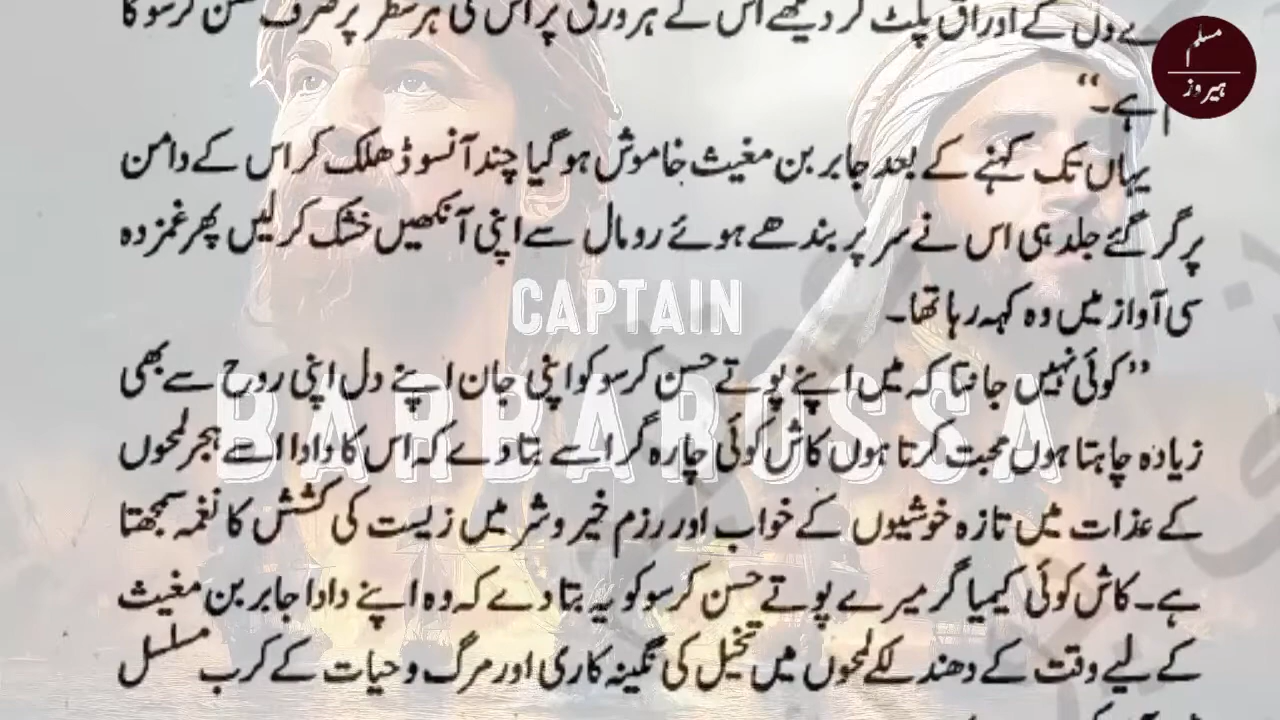 ے دل کے اوراق پلٹ کر دیکھے اس کے ہر ورق پر اس کی ہر سطر پر صرف حسن کرسو کا
ہے۔“
یہاں تک کہنے کے بعد جابر بن مغیث خاموش ہو گیا چند آنسو ڈھلک کر اس کے دامن
پر گر گئے جلد ہی اس نے سر پر بندھے ہوئے رومال سے اپنی آنکھیں خشک کر لیں پھر غمزدہ
سی آواز میں وہ کہہ رہا تھا۔
”کوئی نہیں جانتا کہ میں اپنے پوتے حسن کرسو کو اپنی جان اپنے دل اپنی روح سے بھی
زیادہ چاہتا ہوں محبت کرتا ہوں کاش کوئی چارہ گر اسے بتا دے کہ اس کا دادا اسے ہجر لمحوں
کے عذات میں تازہ خوشیوں کے خواب اور رزم خیر و شر میں زیست کی کشش کا نغمہ سمجھتا
ہے۔ کاش کوئی کیمیا گر میرے پوتے حسن کرسو کو یہ بتا دے کہ وہ اپنے دادا جابر بن مغیث
کے لیے وقت کے دھندلکے لمحوں میں تخیل کی نگینہ کاری اور مرگ و حیات کے کرب مسلسل
مسلم
ہیروز
CAPTAIN
BARBAROSSA